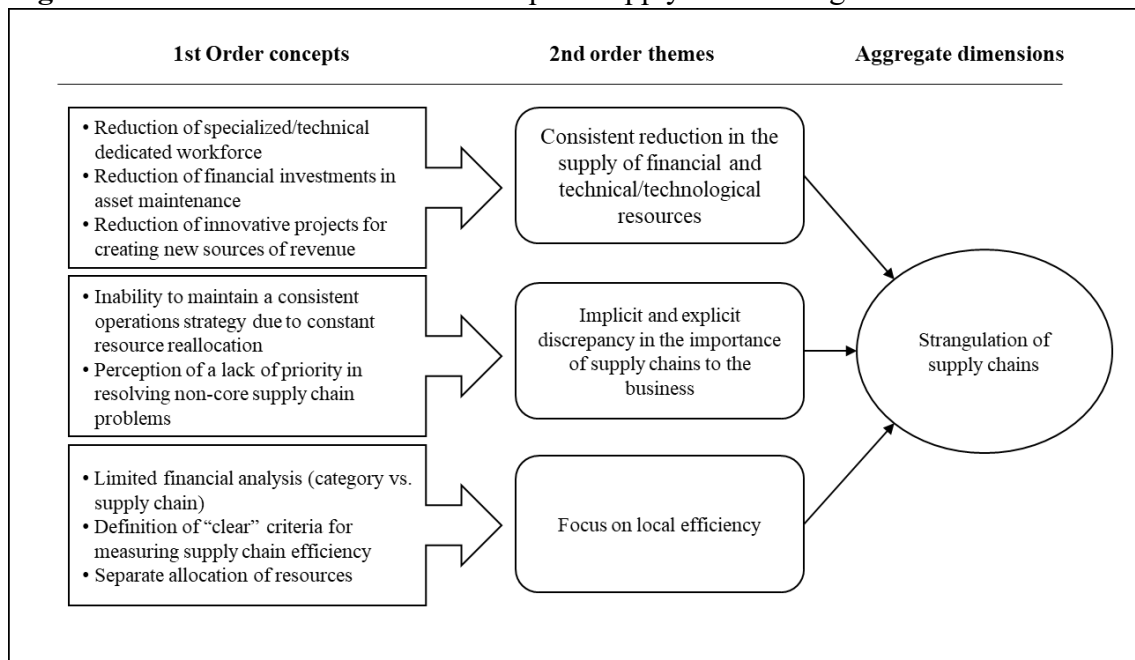 1st Order concepts
2nd order themes
Aggregate dimensions
• Reduction of specialized/technical
dedicated workforce
• Reduction of financial investments in
asset maintenance
• Reduction of innovative projects for
creating new sources of revenue
Consistent reduction in the
supply of financial and
technical/technological
resources
• Inability to maintain a consistent
operations strategy due to constant
resource reallocation
• Perception of a lack of priority in
resolving non-core supply chain
problems
Implicit and explicit
discrepancy in the importance
of supply chains to the
business
Strangulation of
supply chains
• Limited financial analysis (category vs.
supply chain)
• Definition of “clear” criteria for
measuring supply chain efficiency
• Separate allocation of resources
Focus on local efficiency